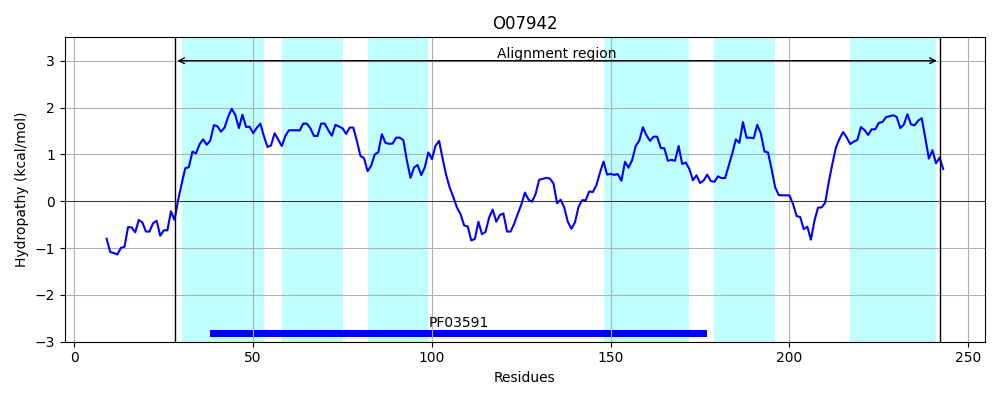 O07942
Alignment region
Hydropathy (kcal/mol)
3
2
1
0
−1
−2
−3
PF03591
0
50
100
150
200
250
Residues